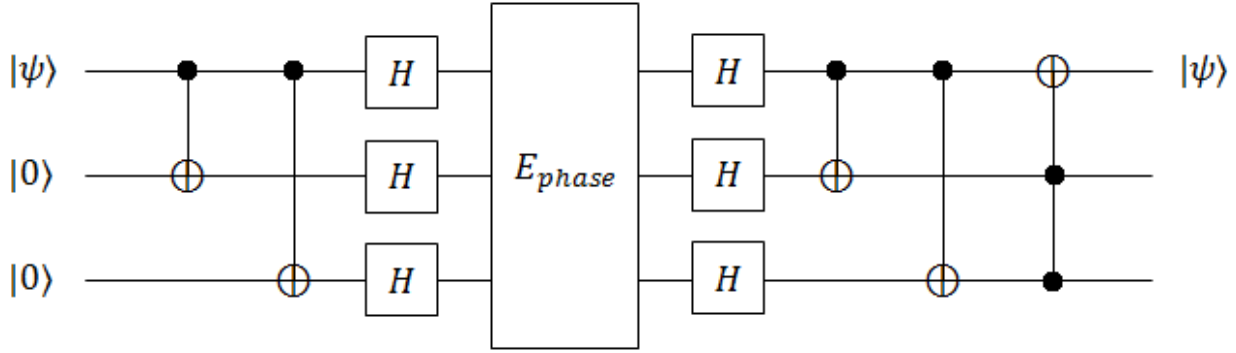 |ψ⟩ H H |ψ⟩
|0⟩ H E_phase H
|0⟩ H H